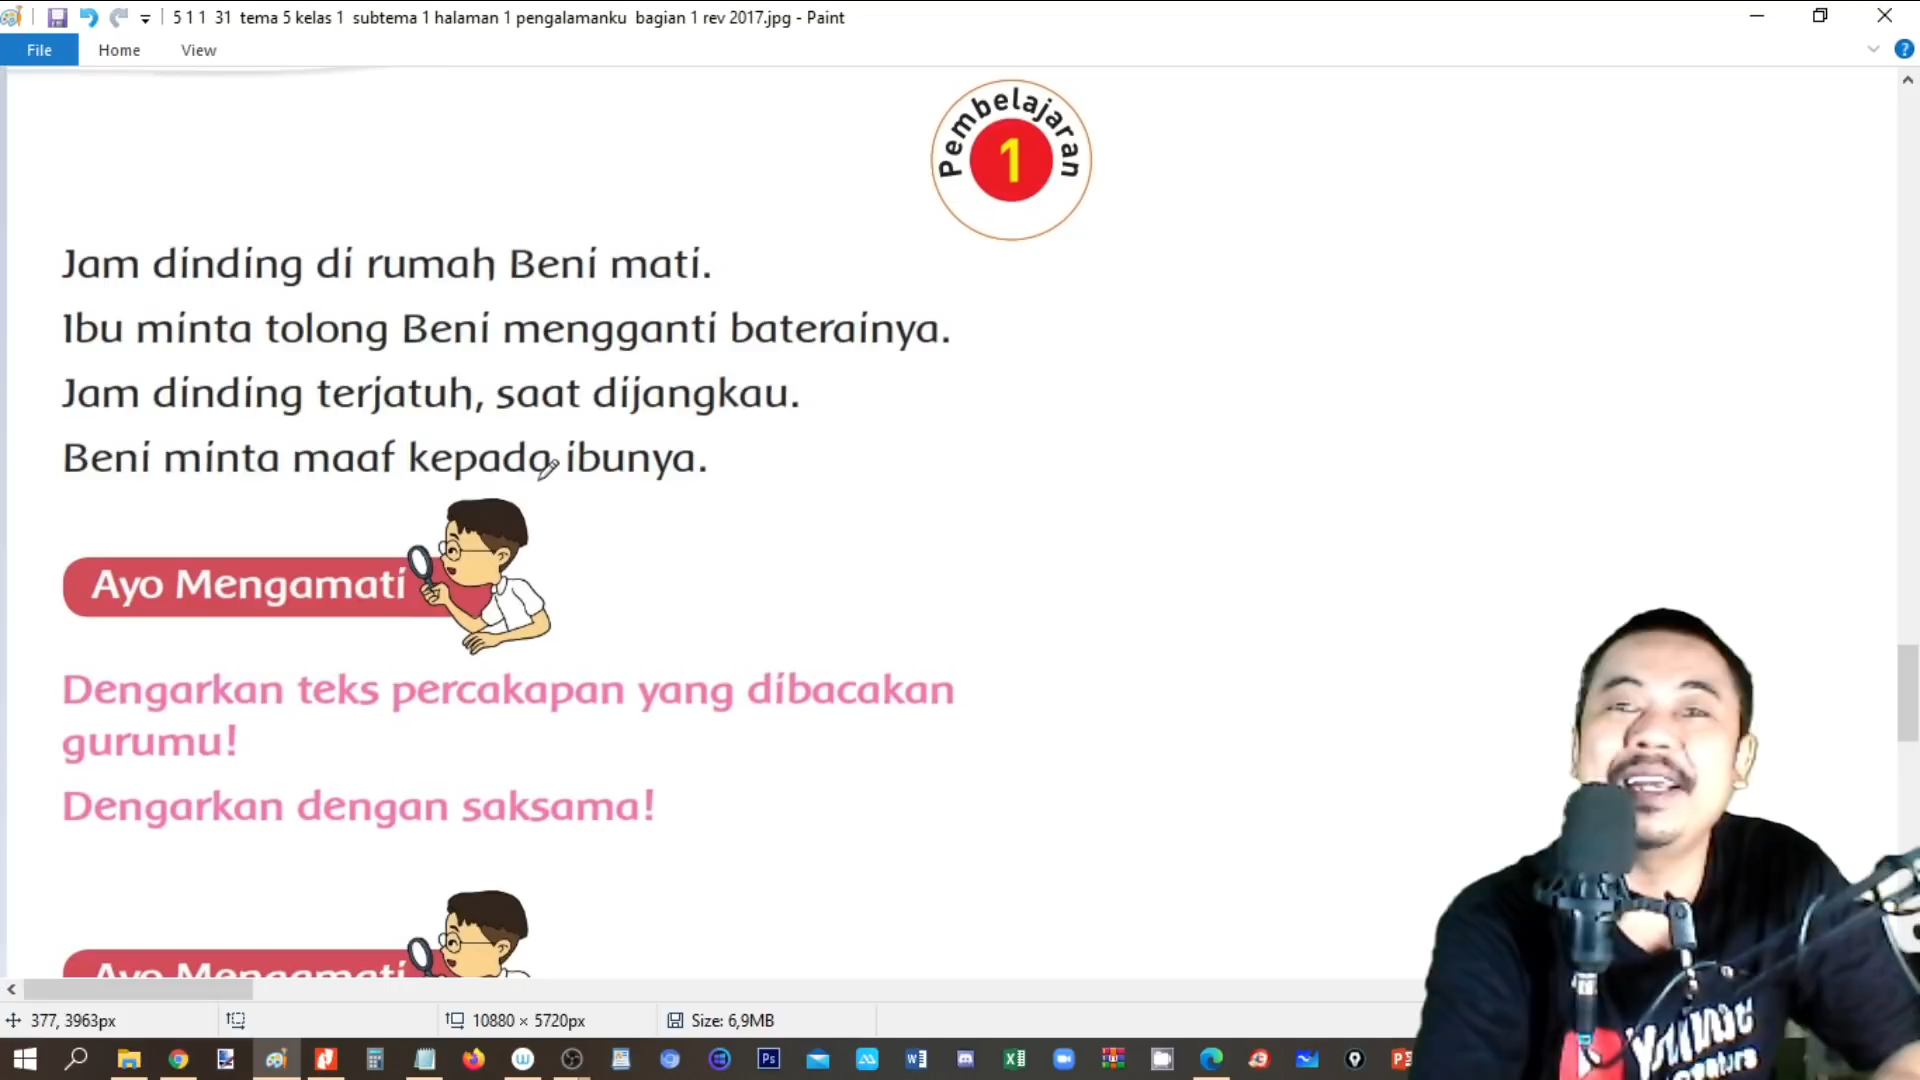 5 1 1 31 tema 5 kelas 1 subtema 1 halaman 1 pengalamanku bagian 1 rev 2017.jpg - Paint
File Home View
Pembelajaran
1
Jam dinding di rumah Beni mati.
Ibu minta tolong Beni mengganti baterainya.
Jam dinding terjatuh, saat dijangkau.
Beni minta maaf kepada ibunya.
Ayo Mengamati
Dengarkan teks percakapan yang dibacakan
gurumu!
Dengarkan dengan saksama!
Ayo Mengamati
377, 3963px 10880 × 5720px Size: 6,9MB